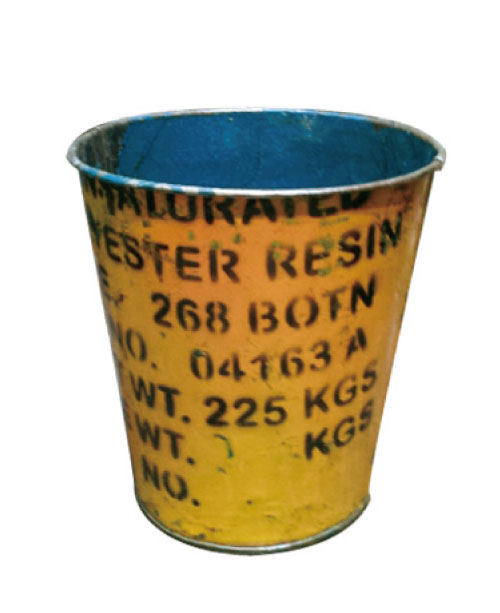 NSATURATED
YESTER RESIN
E. 268 BOTN
NO. 04163 A
WT. 225 KGS
WT. KGS
NO.